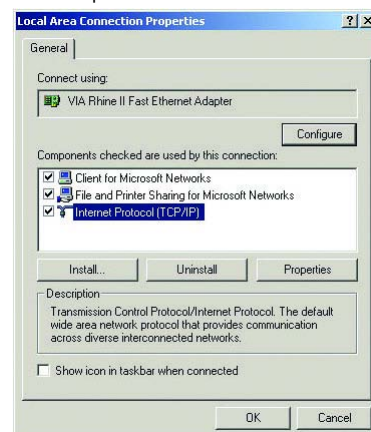 Local Area Connection Properties
General
Connect using:
VIA Rhine II Fast Ethernet Adapter
Configure
Components checked are used by this connection:
Client for Microsoft Networks
File and Printer Sharing for Microsoft Networks
Internet Protocol (TCP/IP)
Install... Uninstall Properties
Description
Transmission Control Protocol/Internet Protocol. The default
wide area network protocol that provides communication
across diverse interconnected networks.
Show icon in taskbar when connected
OK Cancel